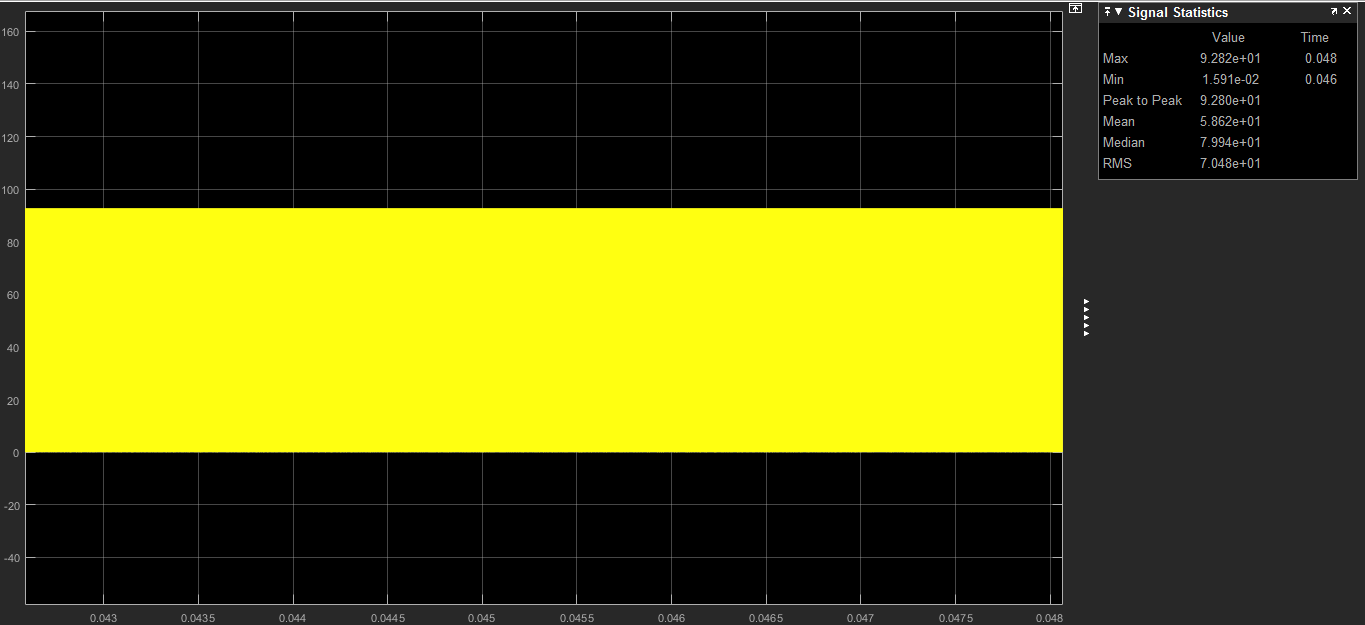 Signal Statistics
Value Time
Max 9.282e+01 0.048
Min 1.591e-02 0.046
Peak to Peak 9.280e+01
Mean 5.862e+01
Median 7.994e+01
RMS 7.048e+01
160
140
120
100
80
60
40
20
0
-20
-40
0.043 0.0435 0.044 0.0445 0.045 0.0455 0.046 0.0465 0.047 0.0475 0.048